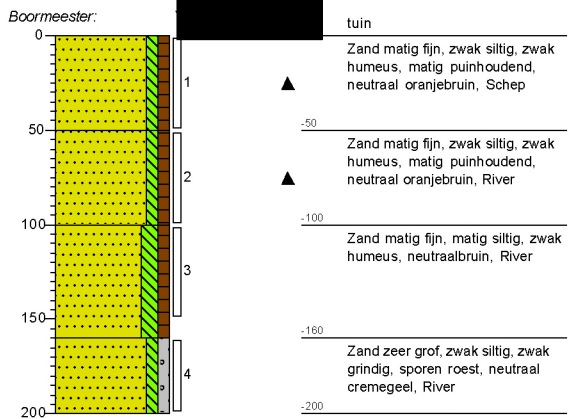 Boormeester:
tuin
0
Zand matig fijn, zwak siltig, zwak
humeus, matig puinhoudend,
neutraal oranjebruin, Schep
1
50
-50
Zand matig fijn, zwak siltig, zwak
humeus, matig puinhoudend,
neutraal oranjebruin, River
2
100
-100
Zand matig fijn, matig siltig, zwak
humeus, neutraalbruin, River
3
150
-160
Zand zeer grof, zwak siltig, zwak
grindig, sporen roest, neutraal
cremegeel, River
4
200
-200